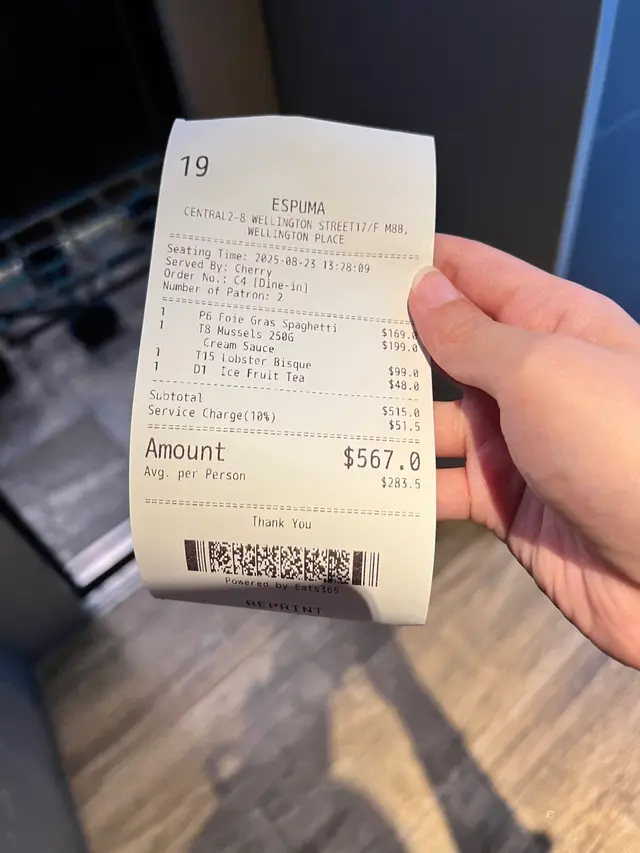 19
ESPUMA
CENTRAL2-8 WELLINGTON STREET17/F M88,
WELLINGTON PLACE
Seating Time: 2025-08-23 13:28:09
Served By: Cherry
Order No.: C4 [Dine-in]
Number of Patron: 2
1 P6 Foie Gras Spaghetti $169.0
1 T8 Mussels 250G $199.0
Cream Sauce
1 T15 Lobster Bisque $99.0
1 D1 Ice Fruit Tea $48.0
Subtotal $515.0
Service Charge(10%) $51.5
Amount $567.0
Avg. per Person $283.5
Thank You
Powered by Eats365
REPRINT